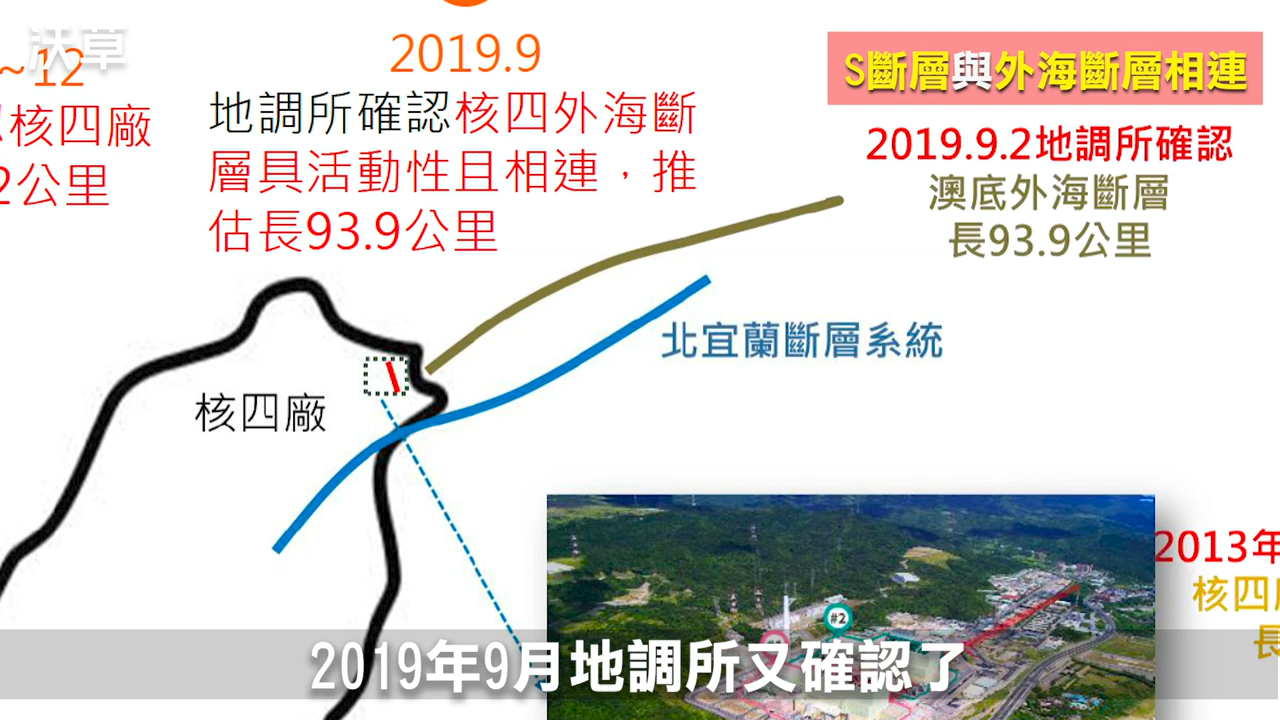 沃草
~12
2019.9
S斷層與外海斷層相連
核四廠
2公里
地調所確認核四外海斷
層具活動性且相連，推
估長93.9公里
2019.9.2地調所確認
澳底外海斷層
長93.9公里
北宜蘭斷層系統
核四廠
#2
2013年
核四
長
2019年9月地調所又確認了